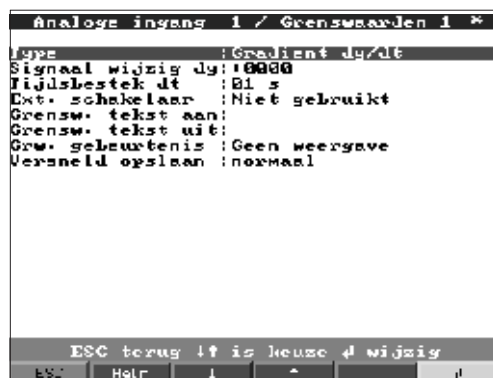 Analoge ingang 1 / Grenswaarden 1 *
Type :Gradient dy/dt
Signaal wijzig dy:+0000
Tijdsbestek dt :01 s
Ext. schakelaar :Niet gebruikt
Grensw. tekst aan:
Grensw. tekst uit:
Grw. gebeurtenis :Geen weergave
Versneld opslaan :normaal
ESC terug ↓↑ is keuze ↲ wijzig
ESC Help ↓ ↑ ↲